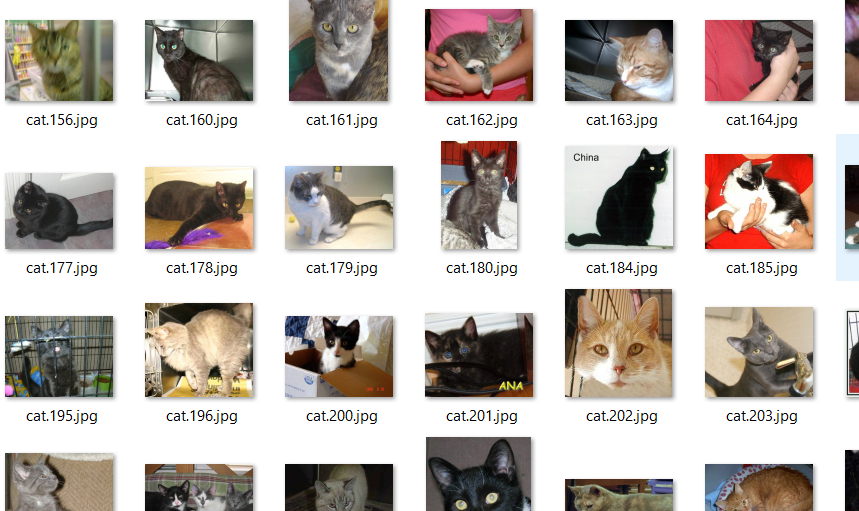 cat.156.jpg
cat.160.jpg
cat.161.jpg
cat.162.jpg
cat.163.jpg
cat.164.jpg
China
cat.177.jpg
cat.178.jpg
cat.179.jpg
cat.180.jpg
cat.184.jpg
cat.185.jpg
ANA
cat.195.jpg
cat.196.jpg
cat.200.jpg
cat.201.jpg
cat.202.jpg
cat.203.jpg